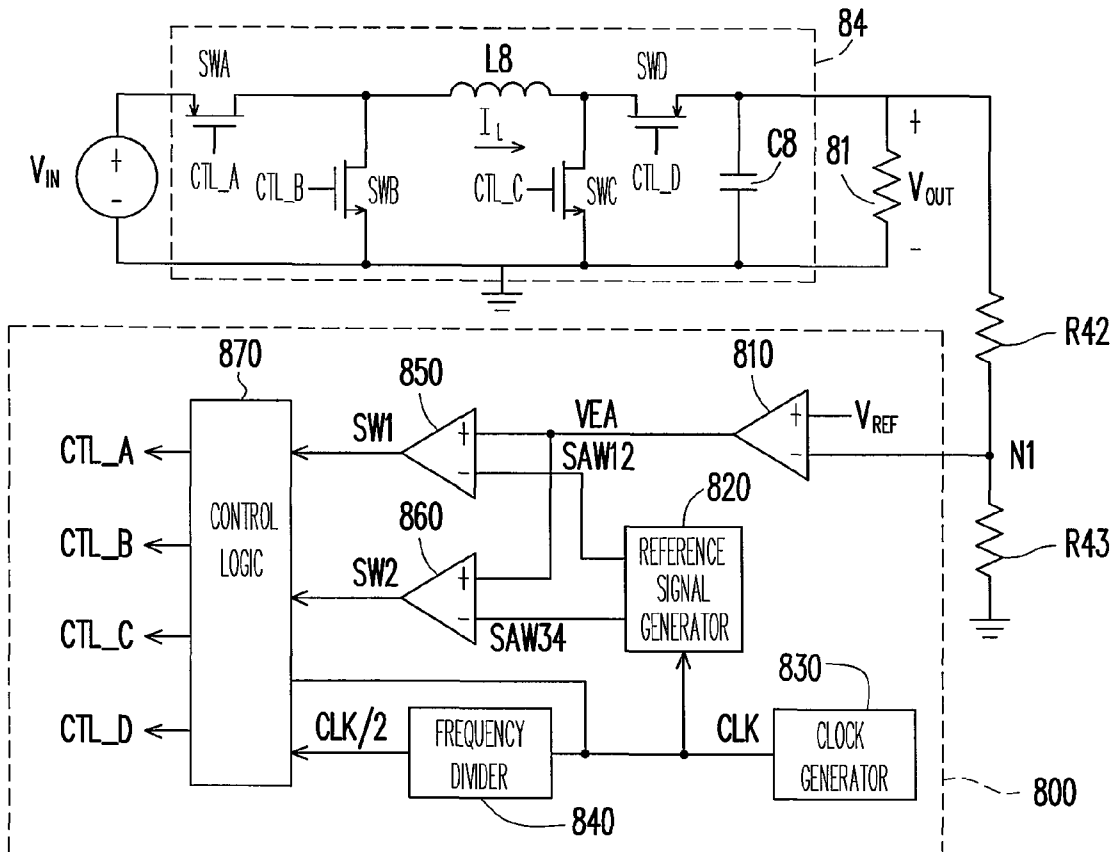 84
SWA
L8
SWD
I_L
V_IN
+
-
CTL_A
CTL_B
SWB
CTL_C
SWC
CTL_D
C8
81
+
V_OUT
-
R42
870
850
810
CTL_A
SW1
+
-
VEA
SAW12
+
-
V_REF
N1
820
CONTROL
LOGIC
860
REFERENCE
SIGNAL
GENERATOR
R43
CTL_B
SW2
+
-
SAW34
CTL_C
830
CTL_D
CLK/2
FREQUENCY
DIVIDER
CLK
CLOCK
GENERATOR
840
800